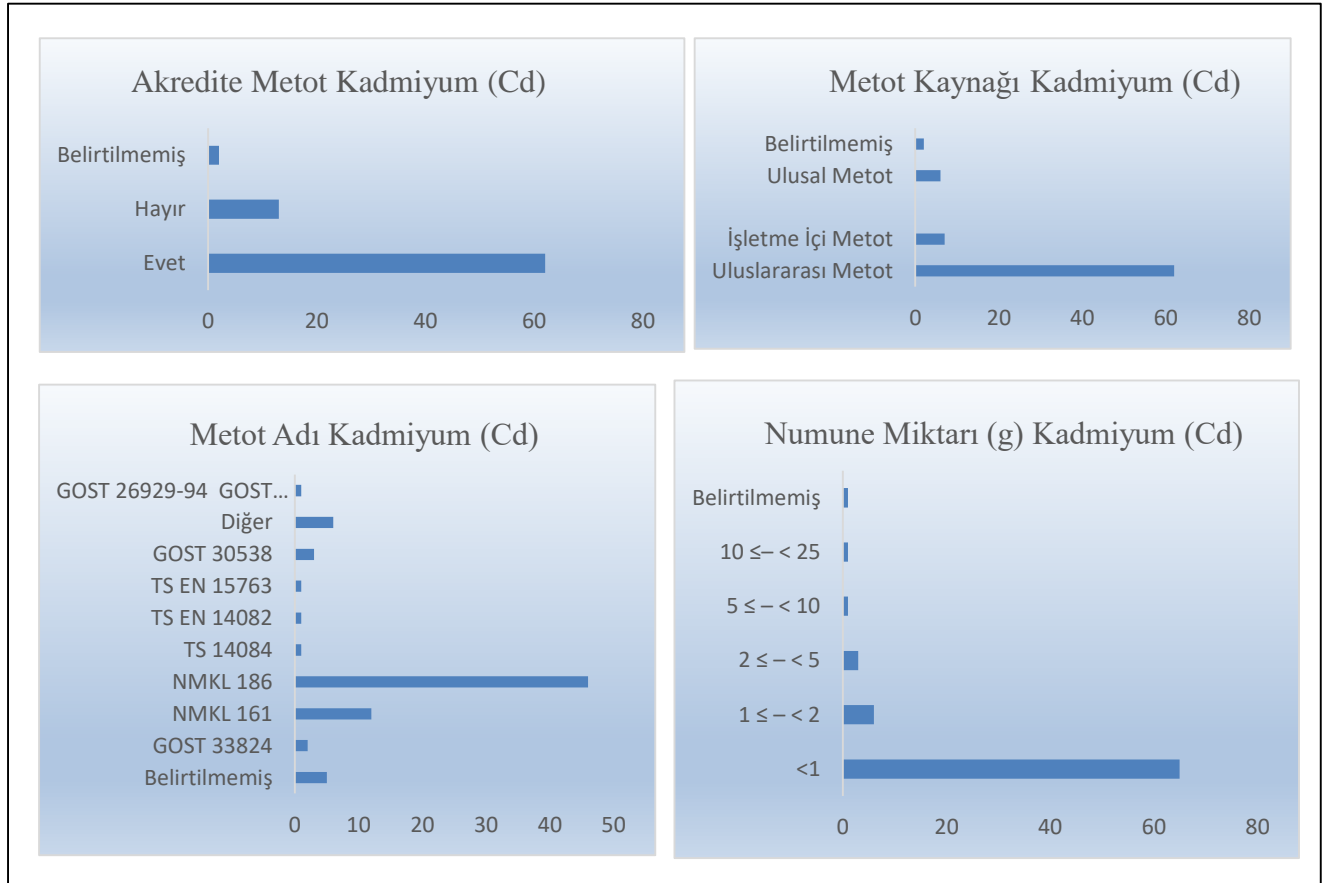 Akredite Metot Kadmiyum (Cd)
Belirtilmemiş
Hayır
Evet
0 20 40 60 80
Metot Kaynağı Kadmiyum (Cd)
Belirtilmemiş
Ulusal Metot
İşletme İçi Metot
Uluslararası Metot
0 20 40 60 80
Metot Adı Kadmiyum (Cd)
GOST 26929-94 GOST...
Diğer
GOST 30538
TS EN 15763
TS EN 14082
TS 14084
NMKL 186
NMKL 161
GOST 33824
Belirtilmemiş
0 10 20 30 40 50
Numune Miktarı (g) Kadmiyum (Cd)
Belirtilmemiş
10 ≤– < 25
5 ≤ – < 10
2 ≤ – < 5
1 ≤ – < 2
<1
0 20 40 60 80